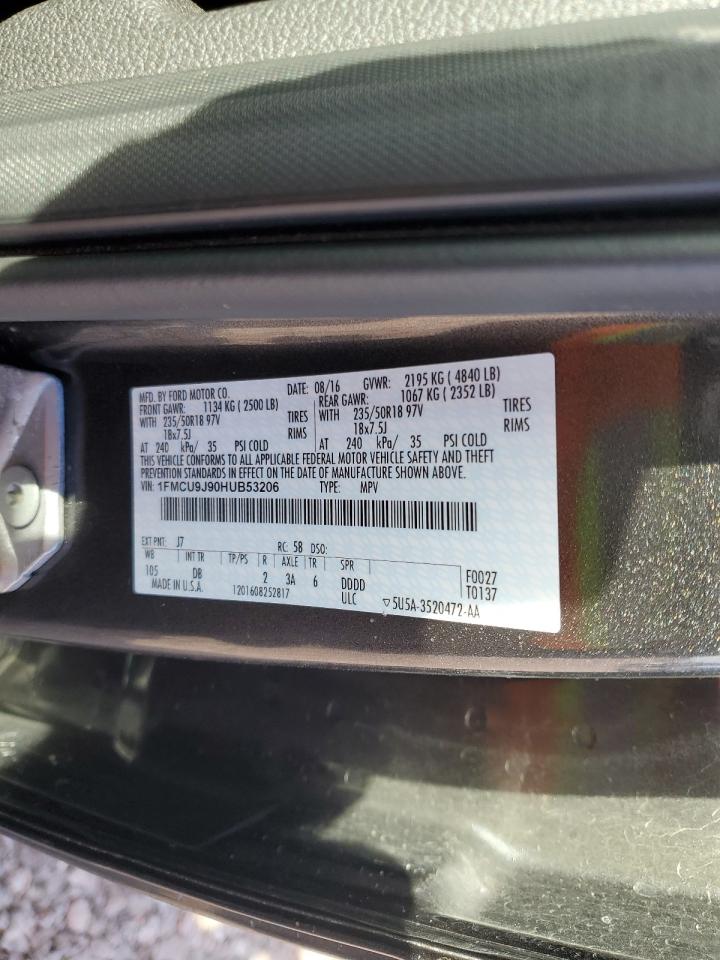 MFD. BY FORD MOTOR CO. DATE: 08/16 GVWR: 2195 KG ( 4840 LB)
FRONT GAWR: 1134 KG ( 2500 LB) REAR GAWR: 1067 KG ( 2352 LB)
WITH 235/50R18 97V TIRES WITH 235/50R18 97V TIRES
18x7.5J RIMS 18x7.5J RIMS
AT 240 kPa/ 35 PSI COLD AT 240 kPa/ 35 PSI COLD
THIS VEHICLE CONFORMS TO ALL APPLICABLE FEDERAL MOTOR VEHICLE SAFETY AND THEFT
PREVENTION STANDARDS IN EFFECT ON THE DATE OF MANUFACTURE SHOWN ABOVE.
VIN: 1FMCU9J90HUB53206 TYPE: MPV
EXT PNT: J7 RC: 58 DSO:
WB INT TR TP/PS R AXLE TR SPR
105 DB 2 3A 6 DDDD F0027
MADE IN U.S.A. 1201608252817 ULC T0137
▽5U5A-3520472-AA